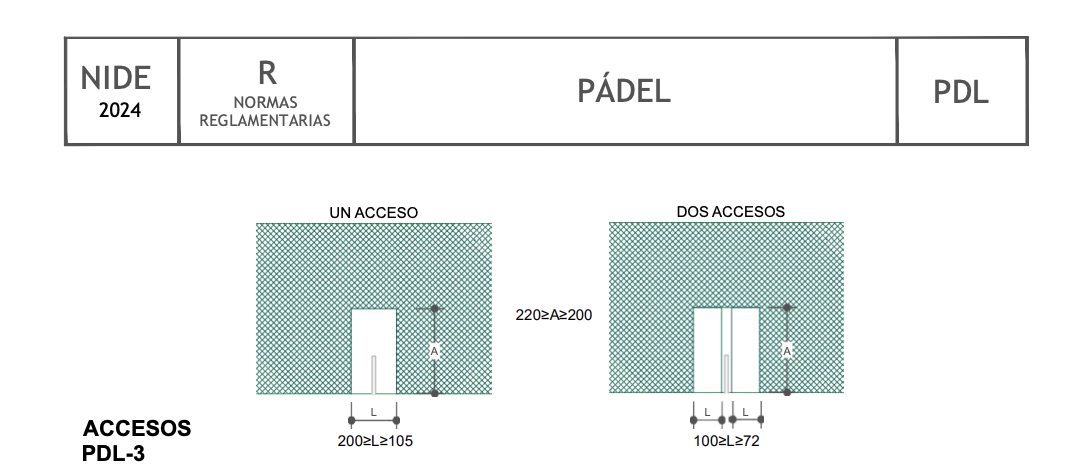 NIDE
2024
R
NORMAS
REGLAMENTARIAS
PÁDEL
PDL
UN ACCESO
DOS ACCESOS
220≥A≥200
A
A
L
L
L
200≥L≥105
100≥L≥72
ACCESOS
PDL-3